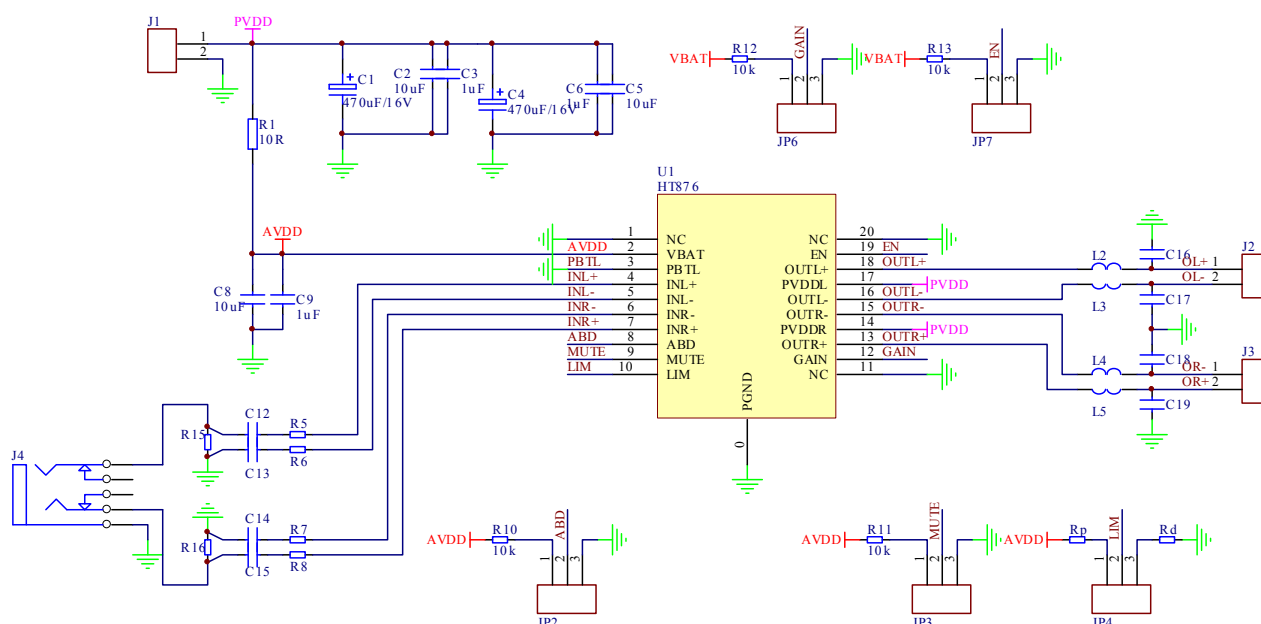 J1
PVDD
1
2
R1
10R
C1
470uF/16V
C2
10uF
C3
1uF
C4
470uF/16V
C6
1uF
C5
10uF
VBAT
R12
10k
GAIN
1
2
3
JP6
VBAT
R13
10k
EN
1
2
3
JP7
U1
HT876
AVDD
C8
10uF
C9
1uF
AVDD
PBTL
INL+
INL-
INR-
INR+
ABD
MUTE
LIM
1
2
3
4
5
6
7
8
9
10
NC
VBAT
PBTL
INL+
INL-
INR-
INR+
ABD
MUTE
LIM
NC
EN
OUTL+
PVDDL
OUTL-
OUTR-
PVDDR
OUTR+
GAIN
NC
PGND
0
20
19
18
17
16
15
14
13
12
11
EN
OUTL+
PVDD
OUTL-
OUTR-
PVDD
OUTR+
GAIN
L2
L3
L4
L5
C16
C17
C18
C19
OL+ 1
OL- 2
J2
OR- 1
OR+ 2
J3
J4
R15
C12
C13
R5
R6
R16
C14
C15
R7
R8
AVDD
R10
10k
ABD
1
2
3
JP2
AVDD
R11
10k
MUTE
1
2
3
JP3
AVDD
Rp
LIM
Rd
1
2
3
JP4